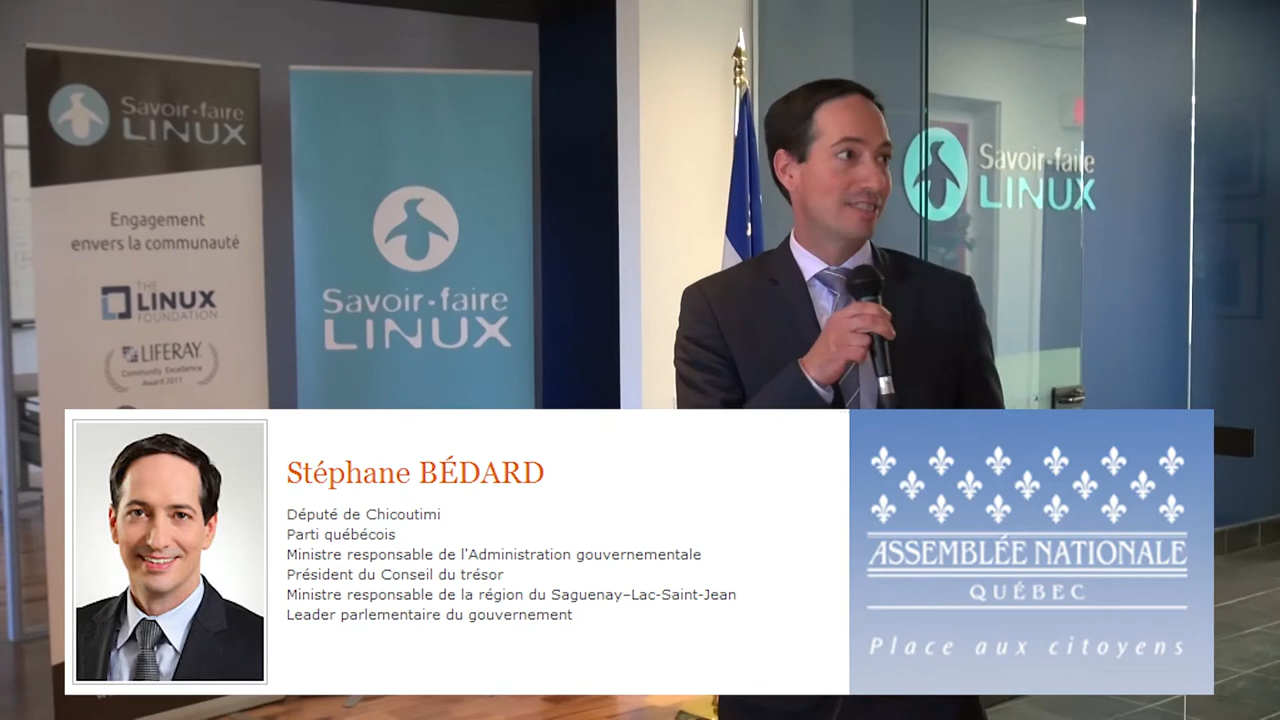 Savoir-faire
LINUX
Engagement
envers la communauté
THE
LINUX
FOUNDATION
LIFERAY.
Community Excellence
Award 2011
Savoir-faire
LINUX
Savoir-faire
LINUX
Stéphane BÉDARD
Député de Chicoutimi
Parti québécois
Ministre responsable de l'Administration gouvernementale
Président du Conseil du trésor
Ministre responsable de la région du Saguenay–Lac-Saint-Jean
Leader parlementaire du gouvernement
ASSEMBLÉE NATIONALE
QUÉBEC
Place aux citoyens